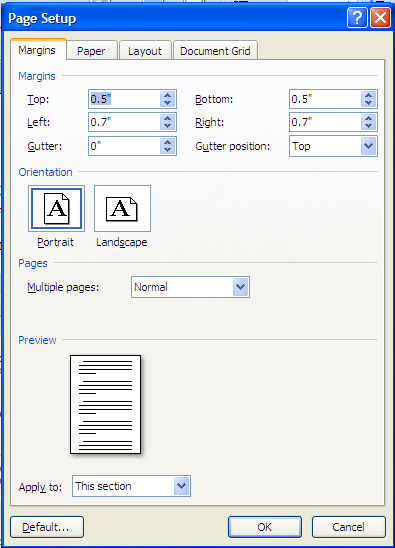 Page Setup
Margins Paper Layout Document Grid
Margins
Top: 0.5" Bottom: 0.5"
Left: 0.7" Right: 0.7"
Gutter: 0" Gutter position: Top
Orientation
A A
Portrait Landscape
Pages
Multiple pages: Normal
Preview
Apply to: This section
Default... OK Cancel